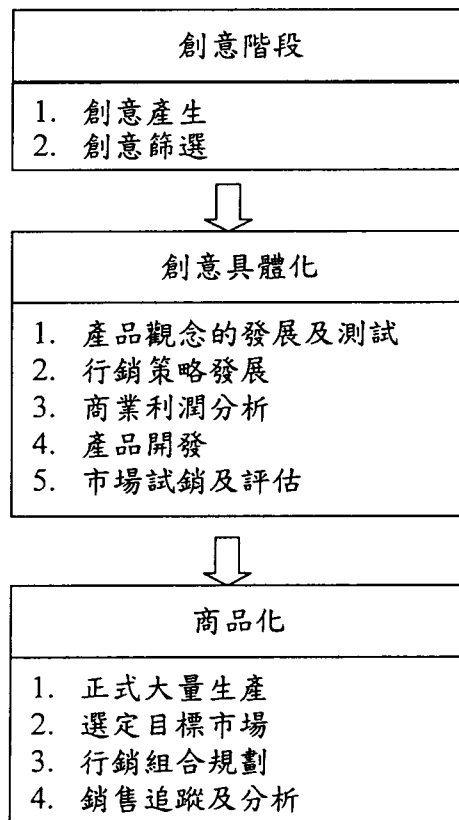 創意階段
1. 創意產生
2. 創意篩選
創意具體化
1. 產品觀念的發展及測試
2. 行銷策略發展
3. 商業利潤分析
4. 產品開發
5. 市場試銷及評估
商品化
1. 正式大量生產
2. 選定目標市場
3. 行銷組合規劃
4. 銷售追蹤及分析